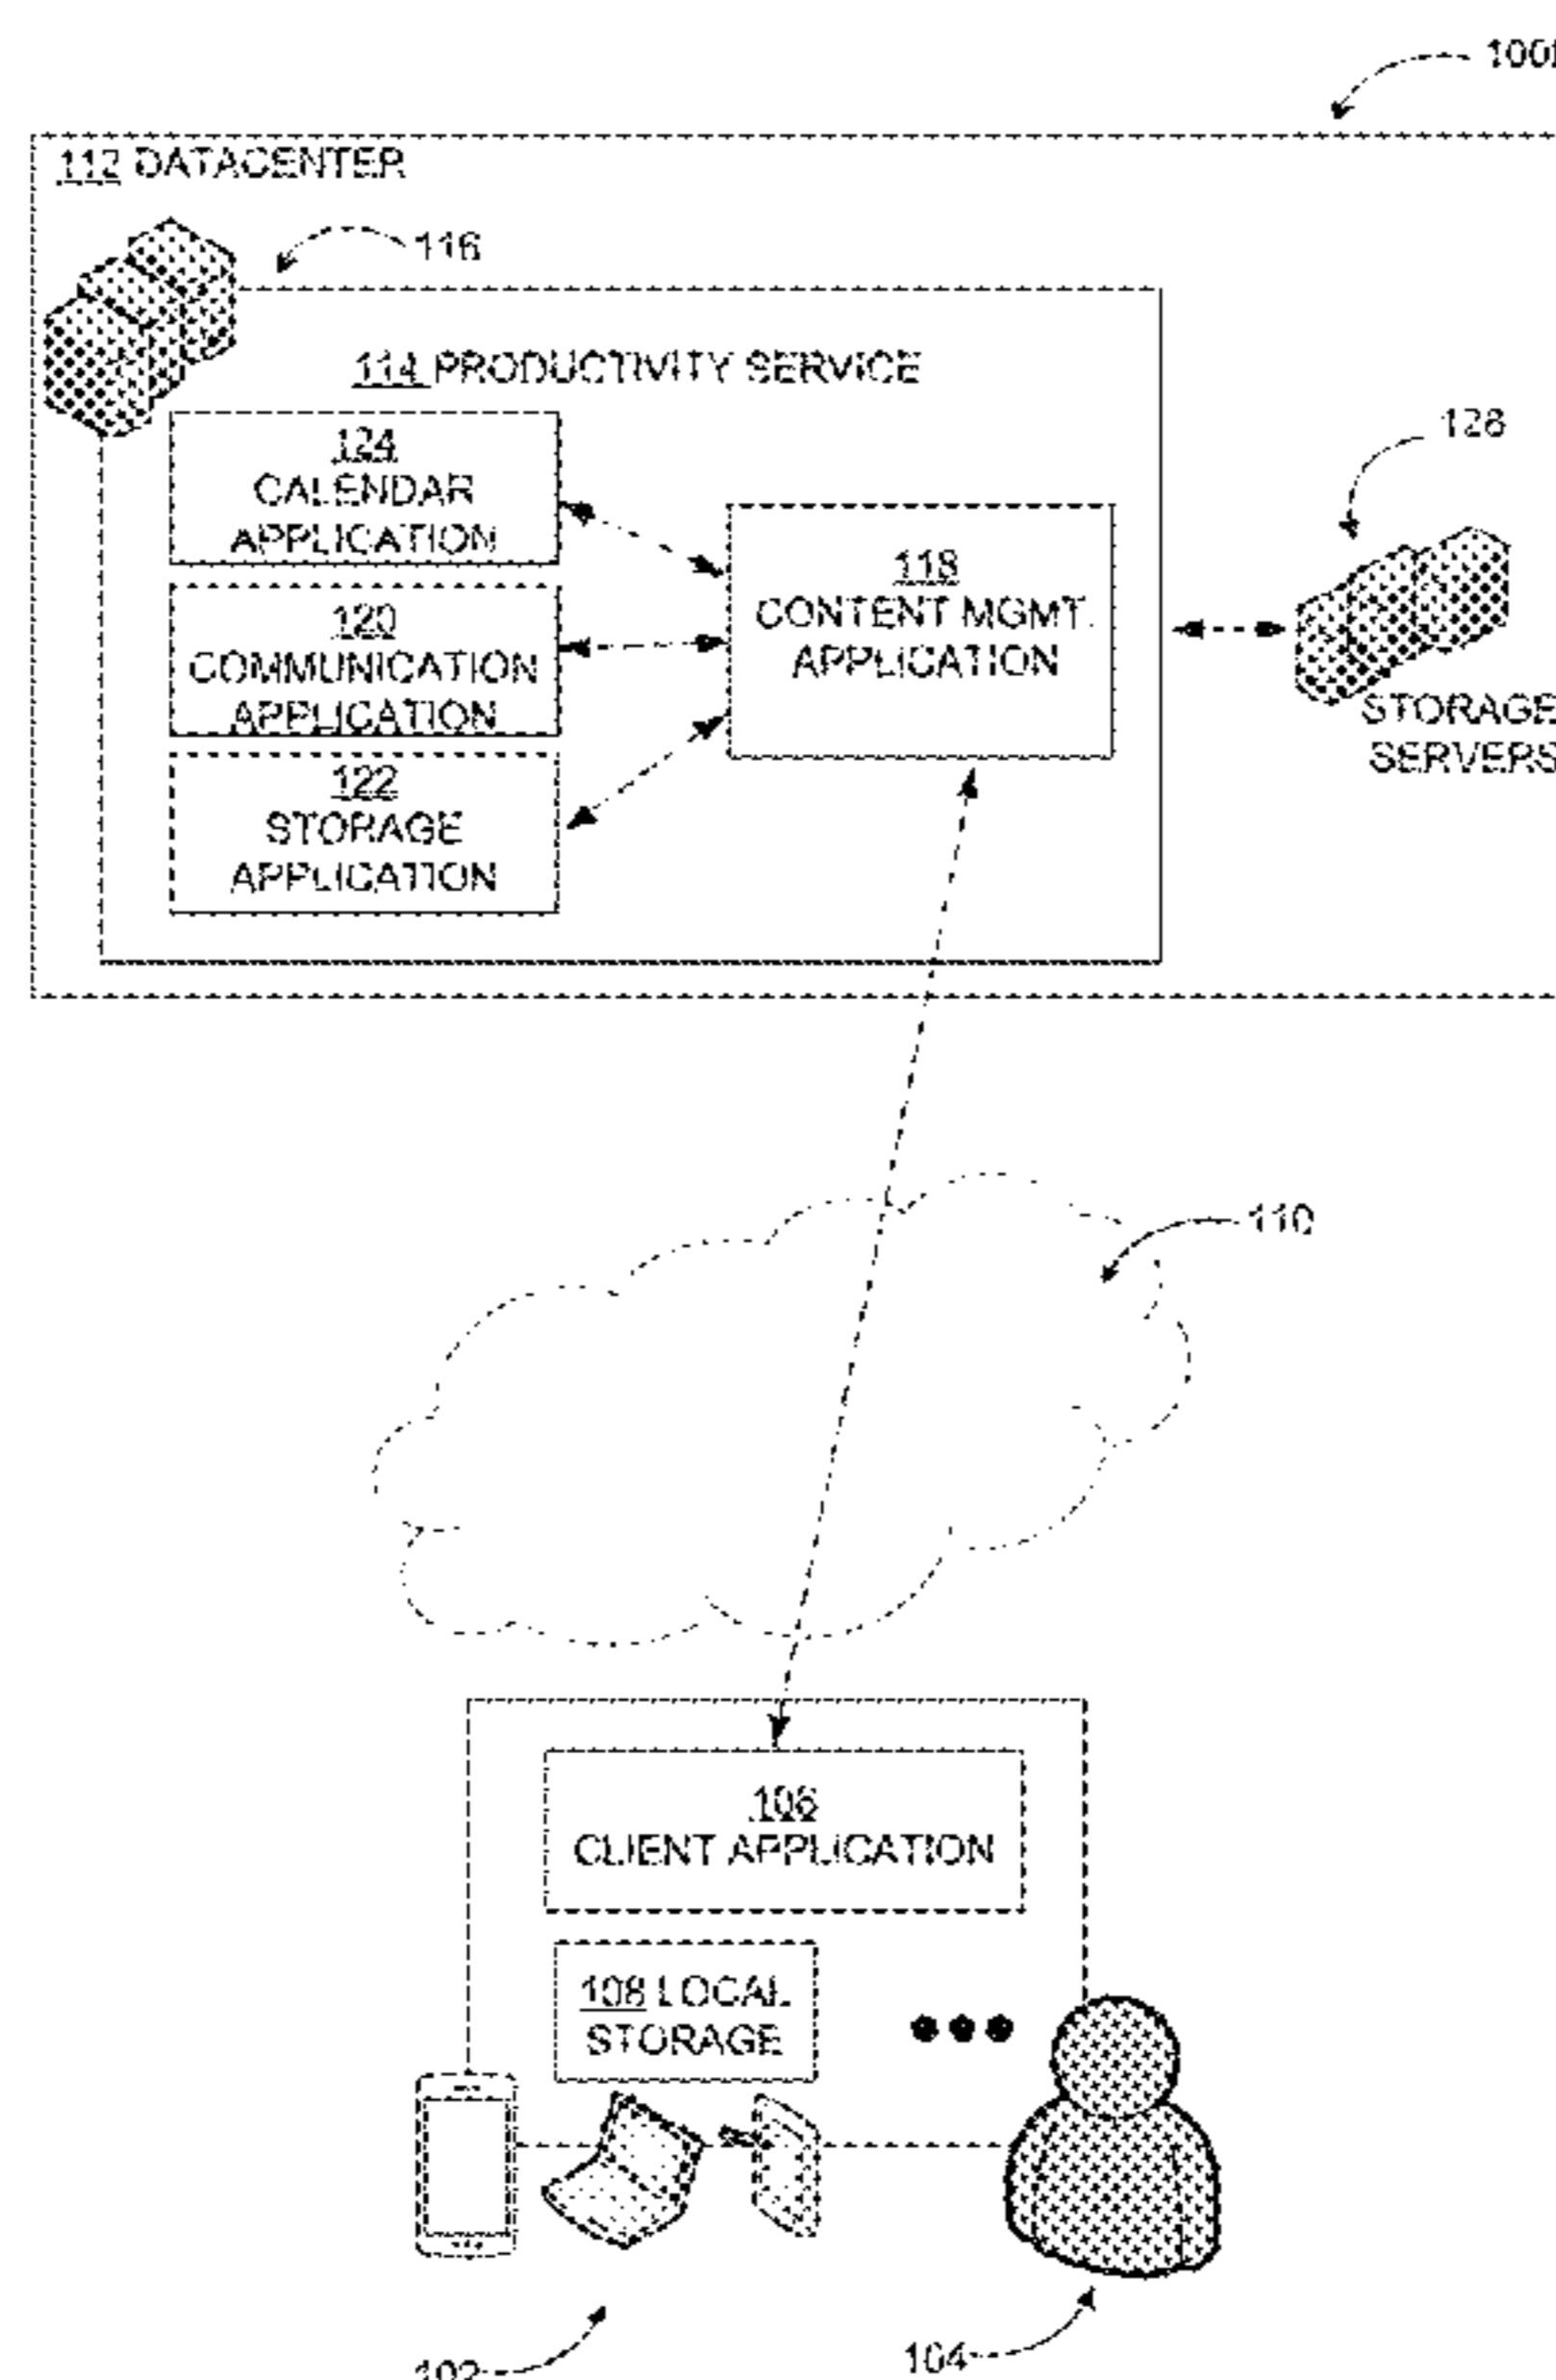 100
112 DATACENTER
116
114 PRODUCTIVITY SERVICE
124
CALENDAR
APPLICATION
120
COMMUNICATION
APPLICATION
122
STORAGE
APPLICATION
118
CONTENT MGMT.
APPLICATION
128
STORAGE
SERVERS
110
106
CLIENT APPLICATION
108 LOCAL
STORAGE
102
104